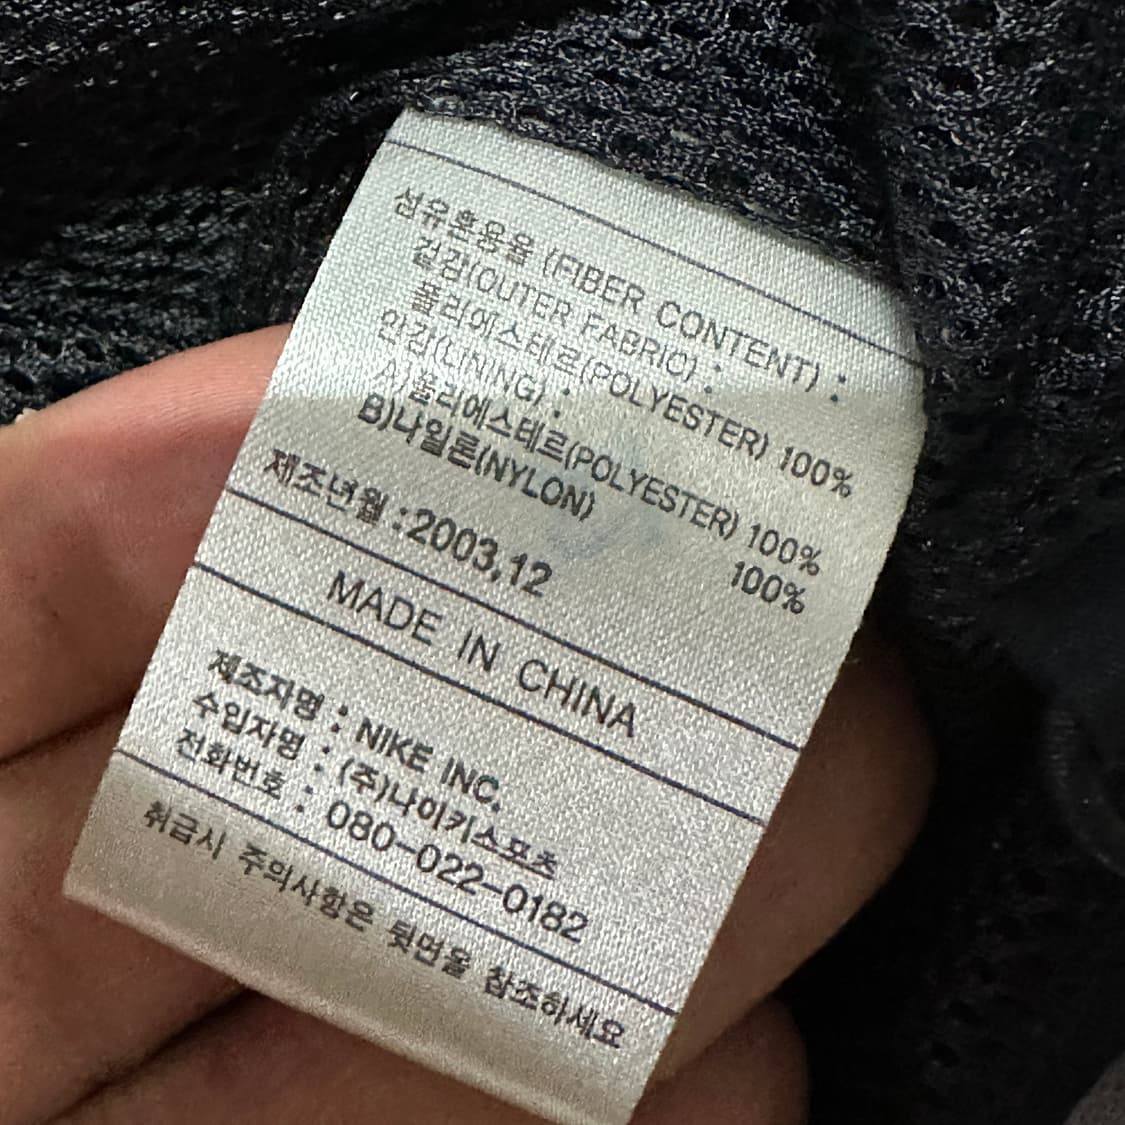 섬유혼용율 (FIBER CONTENT) :
겉감(OUTER FABRIC) :
폴리에스테르(POLYESTER) 100%
안감(LINING) :
A)폴리에스테르(POLYESTER) 100%
B)나일론(NYLON) 100%
제조년월 :2003.12
MADE IN CHINA
제조자명 : NIKE INC.
수입자명 : (주)나이키스포츠
전화번호 : 080-022-0182
취급시 주의사항은 뒷면을 참조하세요